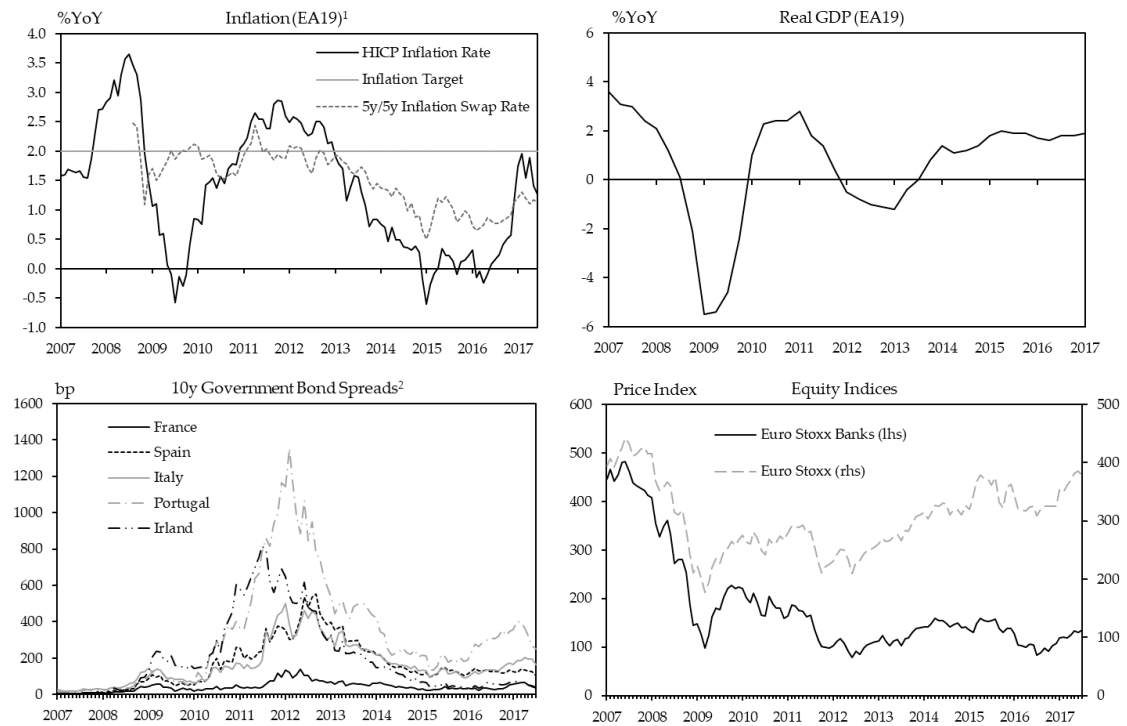 %YoY Inflation (EA19)¹
4.0
3.5
3.0
2.5
2.0
1.5
1.0
0.5
0.0
-0.5
-1.0
HICP Inflation Rate
Inflation Target
5y/5y Inflation Swap Rate
2007 2008 2009 2010 2011 2012 2013 2014 2015 2016 2017
%YoY Real GDP (EA19)
6
4
2
0
-2
-4
-6
2007 2008 2009 2010 2011 2012 2013 2014 2015 2016 2017
bp 10y Government Bond Spreads²
1600
1400
1200
1000
800
600
400
200
0
France
Spain
Italy
Portugal
Irland
2007 2008 2009 2010 2011 2012 2013 2014 2015 2016 2017
Price Index Equity Indices
600
500
400
300
200
100
0
Euro Stoxx Banks (lhs)
Euro Stoxx (rhs)
500
400
300
200
100
0
2007 2008 2009 2010 2011 2012 2013 2014 2015 2016 2017